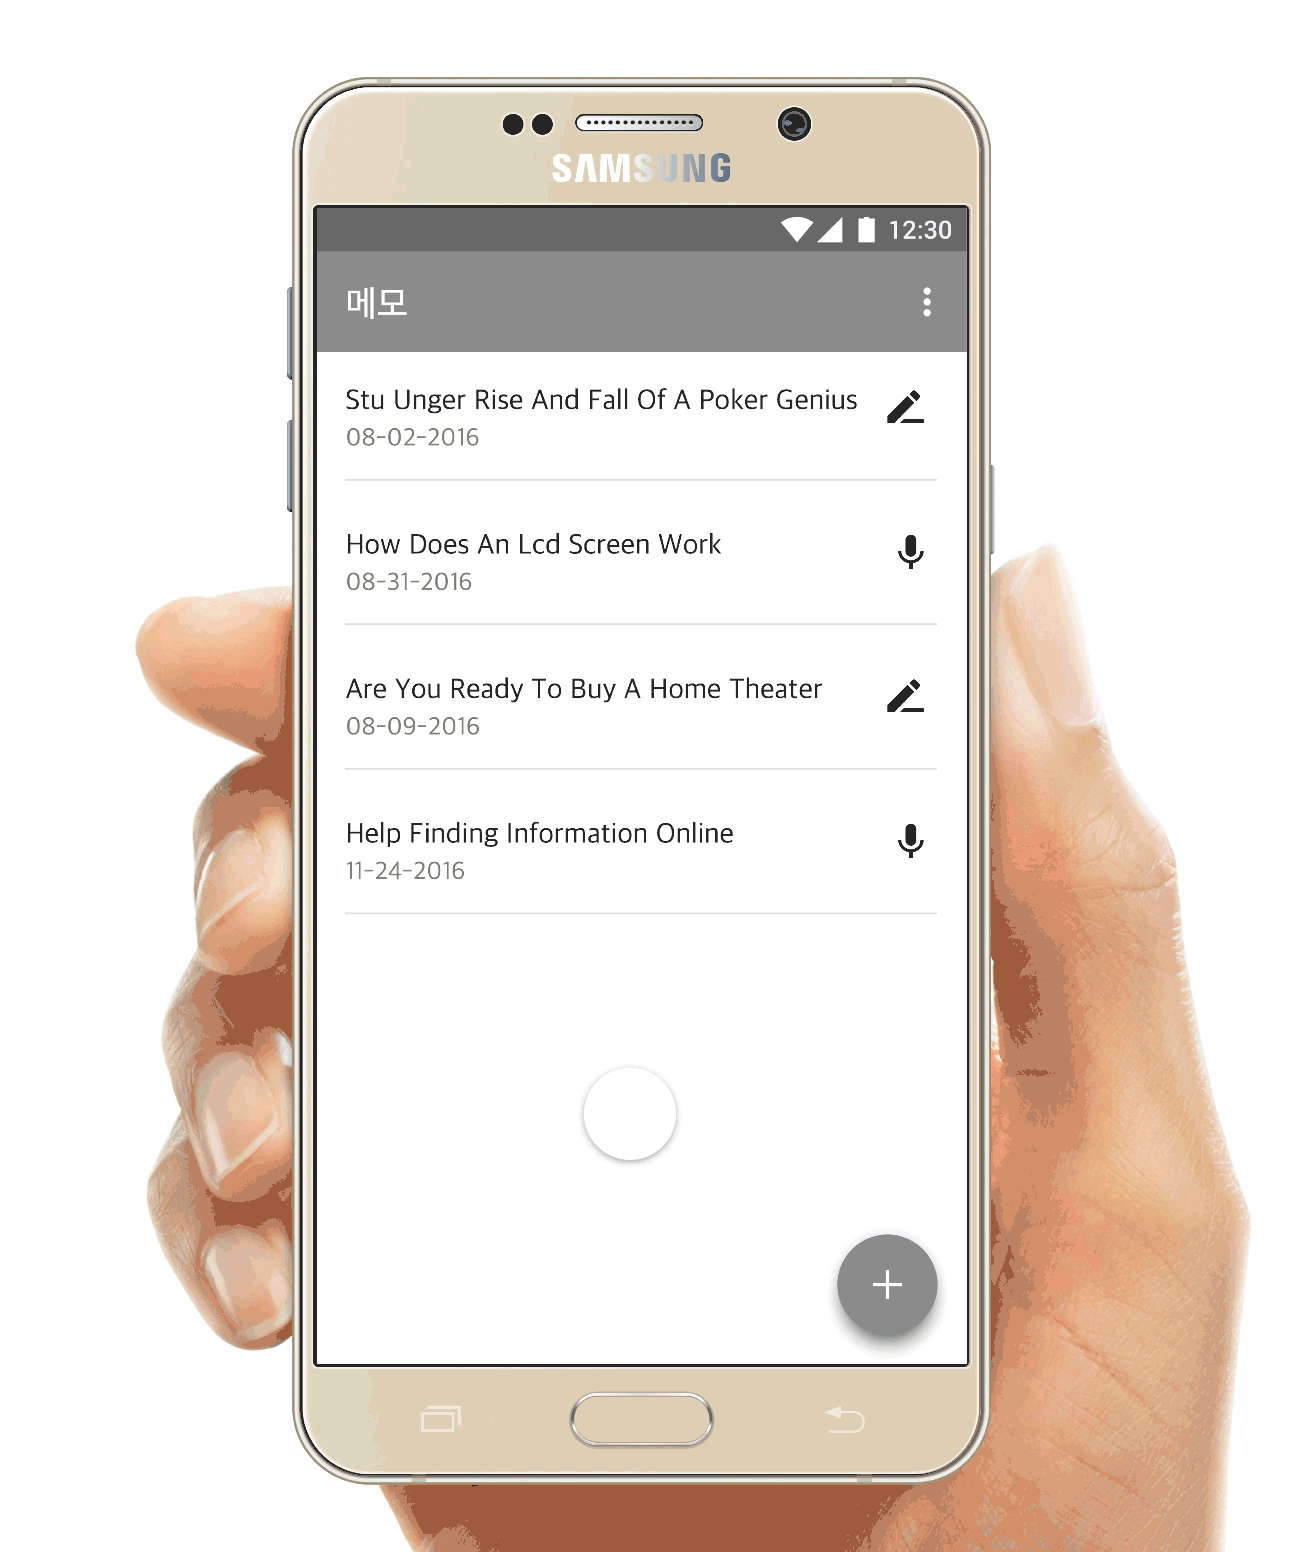 SAMSUNG
12:30
메모
Stu Unger Rise And Fall Of A Poker Genius
08-02-2016
How Does An Lcd Screen Work
08-31-2016
Are You Ready To Buy A Home Theater
08-09-2016
Help Finding Information Online
11-24-2016